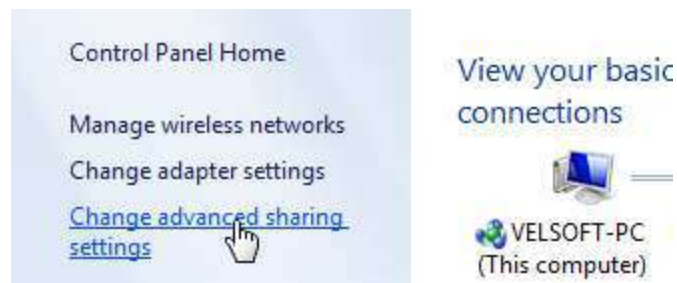 Control Panel Home
Manage wireless networks
Change adapter settings
Change advanced sharing
settings
View your basic
connections
VELSOFT-PC
(This computer)